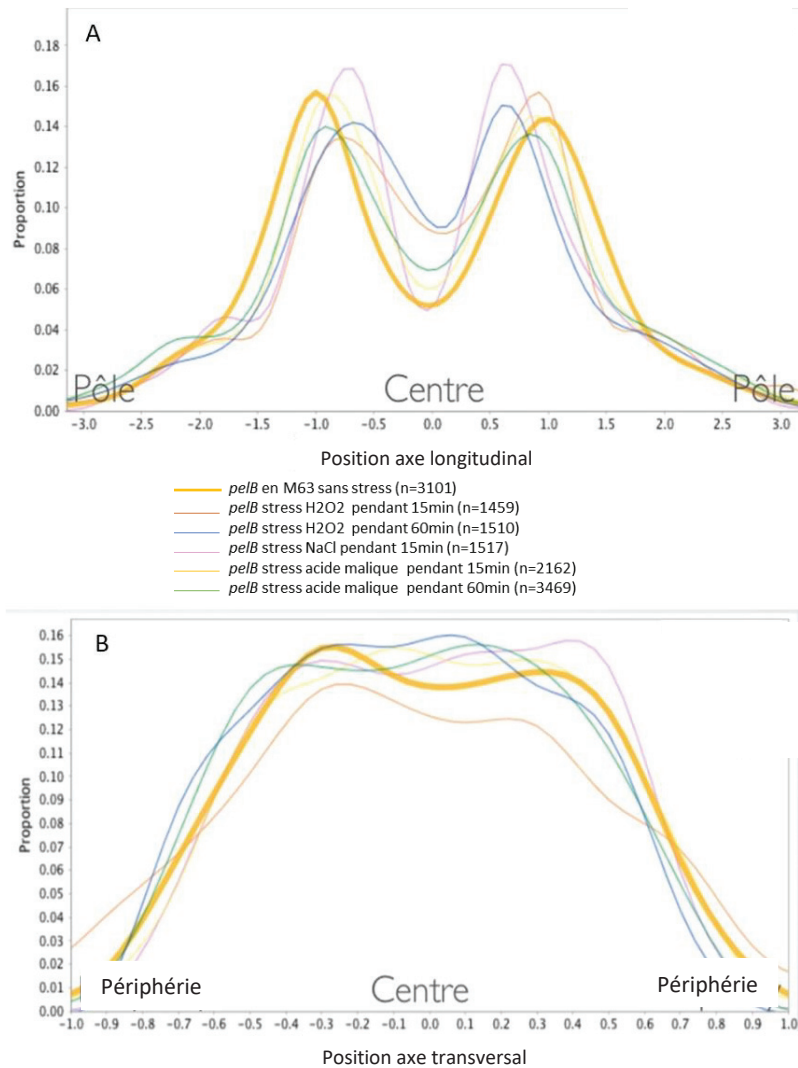 A
0.18
0.16
0.14
0.12
0.10
0.08
0.06
0.04
0.02
0.00
Proportion
Pôle
Centre
Pôle
-3.0 -2.5 -2.0 -1.5 -1.0 -0.5 0.0 0.5 1.0 1.5 2.0 2.5 3.0
Position axe longitudinal
pelB en M63 sans stress (n=3101)
pelB stress H2O2 pendant 15min (n=1459)
pelB stress H2O2 pendant 60min (n=1510)
pelB stress NaCl pendant 15min (n=1517)
pelB stress acide malique pendant 15min (n=2162)
pelB stress acide malique pendant 60min (n=3469)
B
0.16
0.15
0.14
0.13
0.12
0.11
0.10
0.09
0.08
0.07
0.06
0.05
0.04
0.03
0.02
0.01
0.00
Proportion
Périphérie
Centre
Périphérie
-1.0 -0.9 -0.8 -0.7 -0.6 -0.5 -0.4 -0.3 -0.2 -0.1 0.0 0.1 0.2 0.3 0.4 0.5 0.6 0.7 0.8 0.9 1.0
Position axe transversal